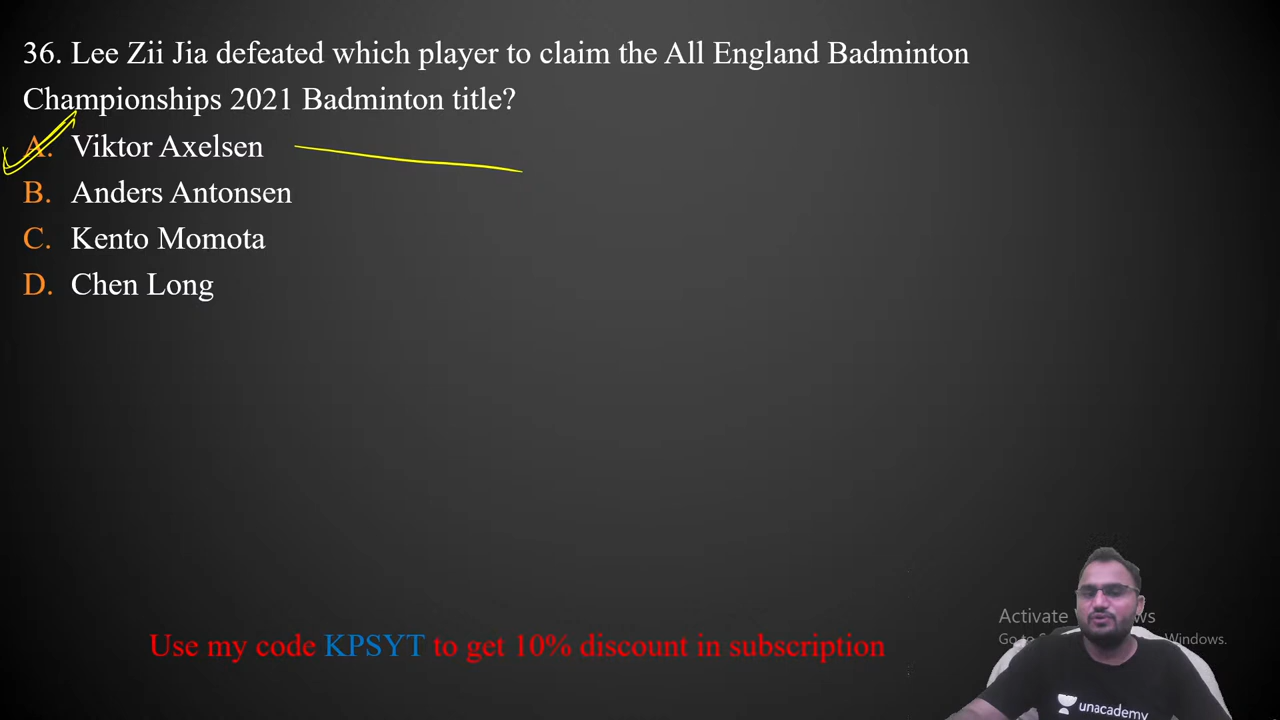 36. Lee Zii Jia defeated which player to claim the All England Badminton
Championships 2021 Badminton title?
A. Viktor Axelsen
B. Anders Antonsen
C. Kento Momota
D. Chen Long
Activate
Go to Windows.
Use my code KPSYT to get 10% discount in subscription
unacademy